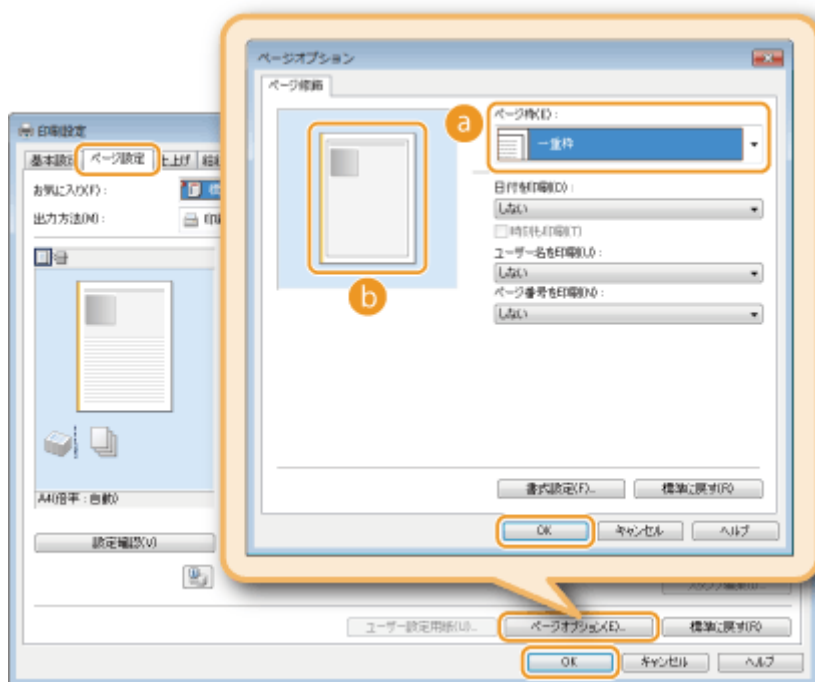 ページオプション
ページ修飾
ページ枠(E):
a
一重枠
日付を印刷(D):
しない
時刻も印刷(T)
ユーザー名を印刷(U):
しない
ページ番号を印刷(N):
しない
b
書式設定(F)...
標準に戻す(R)
OK
キャンセル
ヘルプ
印刷設定
基本設定
ページ設定
お気に入り(F):
出力方法(M):
A4(倍率:自動)
設定確認(V)
ユーザー設定用紙(U)...
ページオプション(E)...
標準に戻す(R)
OK
キャンセル
ヘルプ